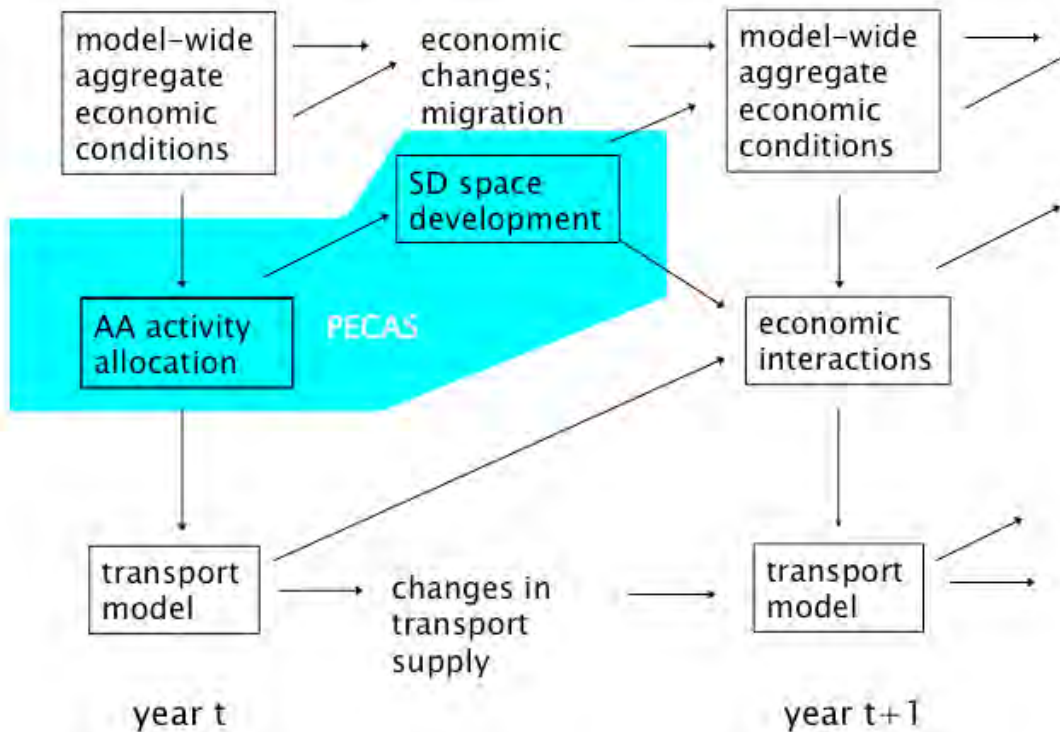 model-wide
aggregate
economic
conditions
economic
changes;
migration
model-wide
aggregate
economic
conditions
SD space
development
AA activity
allocation
PECAS
economic
interactions
transport
model
changes in
transport
supply
transport
model
year t
year t+1